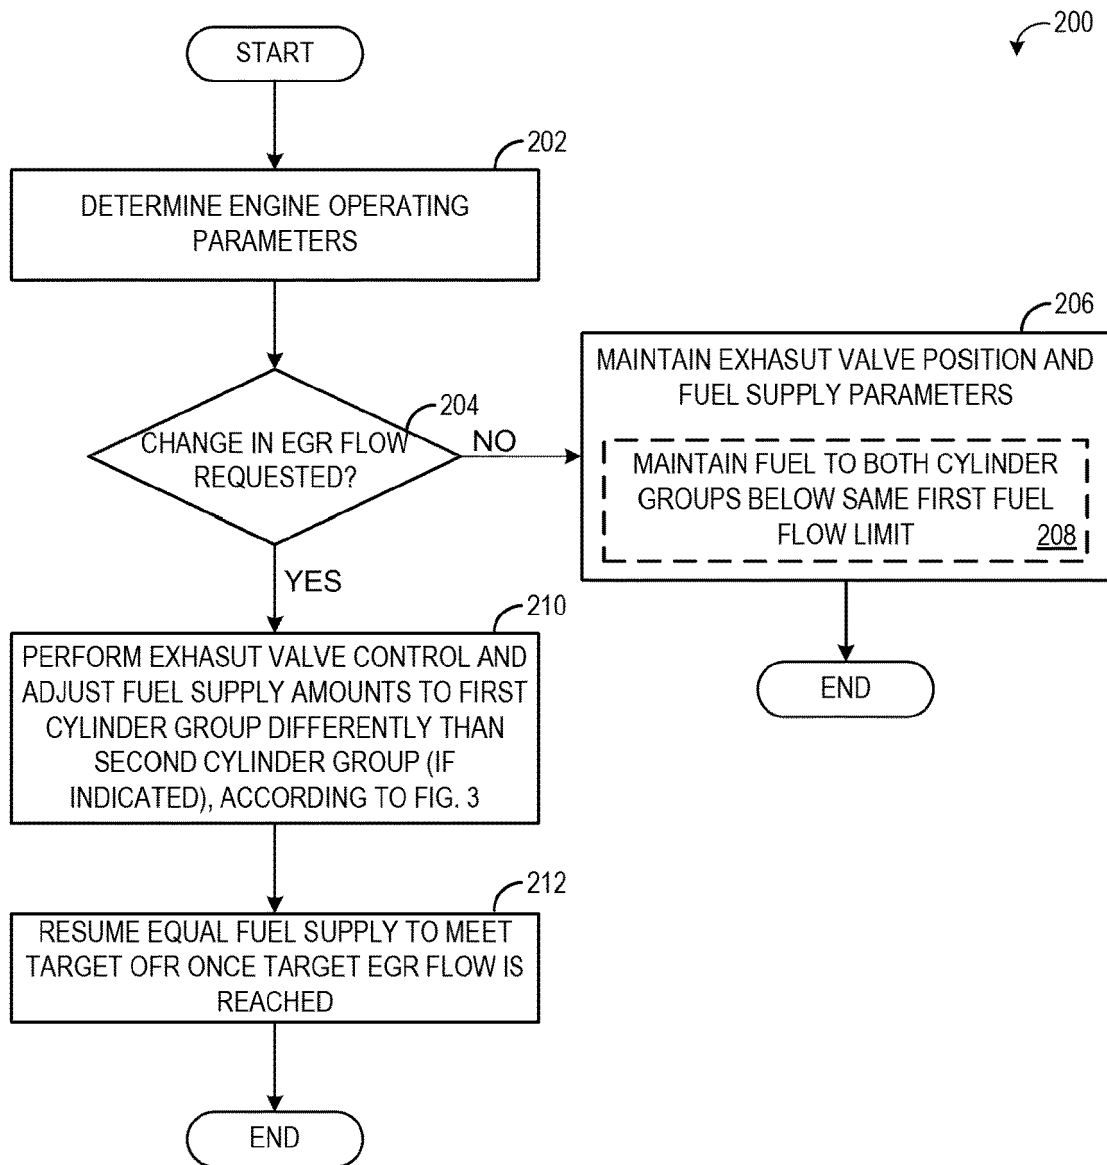 200
START
202
DETERMINE ENGINE OPERATING
PARAMETERS
204
CHANGE IN EGR FLOW
REQUESTED?
NO
YES
206
MAINTAIN EXHASUT VALVE POSITION AND
FUEL SUPPLY PARAMETERS
MAINTAIN FUEL TO BOTH CYLINDER
GROUPS BELOW SAME FIRST FUEL
FLOW LIMIT
208
END
210
PERFORM EXHASUT VALVE CONTROL AND
ADJUST FUEL SUPPLY AMOUNTS TO FIRST
CYLINDER GROUP DIFFERENTLY THAN
SECOND CYLINDER GROUP (IF
INDICATED), ACCORDING TO FIG. 3
212
RESUME EQUAL FUEL SUPPLY TO MEET
TARGET OFR ONCE TARGET EGR FLOW IS
REACHED
END